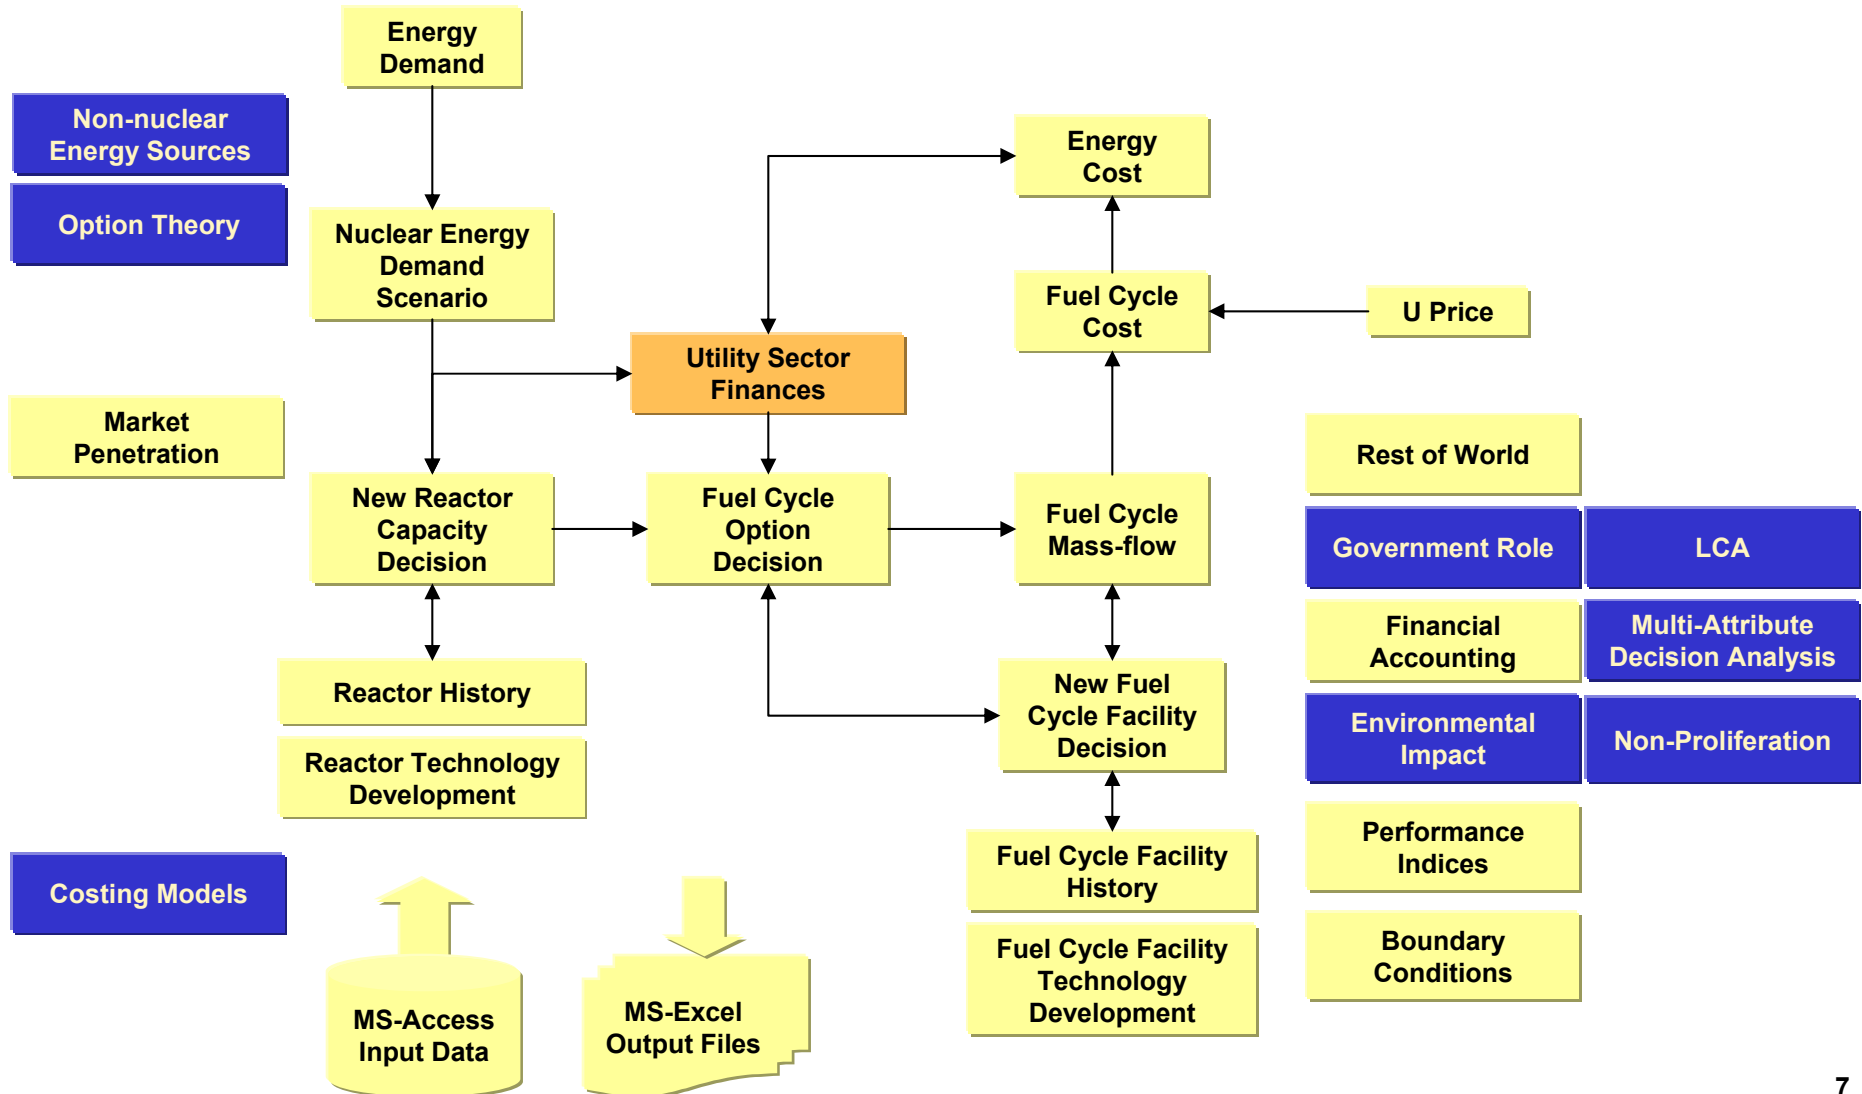 Energy
Demand
Non-nuclear
Energy Sources
Option Theory
Nuclear Energy
Demand
Scenario
Energy
Cost
Fuel Cycle
Cost
U Price
Utility Sector
Finances
Market
Penetration
New Reactor
Capacity
Decision
Fuel Cycle
Option
Decision
Fuel Cycle
Mass-flow
Rest of World
Government Role
LCA
Financial
Accounting
Multi-Attribute
Decision Analysis
Reactor History
Reactor Technology
Development
New Fuel
Cycle Facility
Decision
Environmental
Impact
Non-Proliferation
Costing Models
Fuel Cycle Facility
History
Performance
Indices
Fuel Cycle Facility
Technology
Development
Boundary
Conditions
MS-Access
Input Data
MS-Excel
Output Files
7